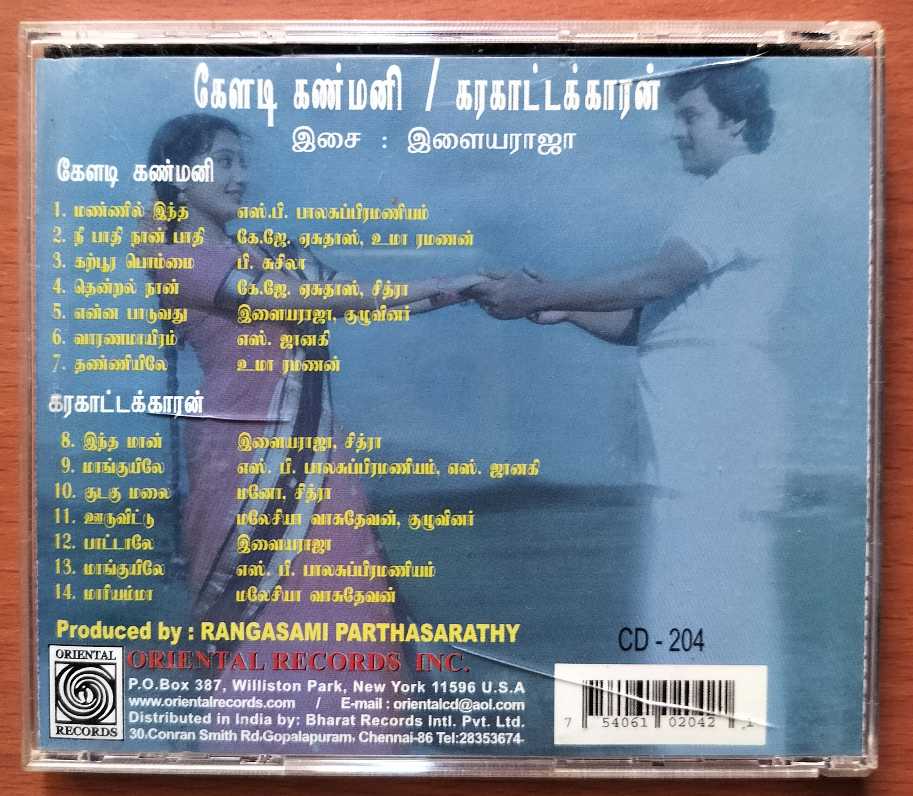 கேளடி கண்மனி / கரகாட்டக்காரன்
இசை : இளையராஜா
கேளடி கண்மனி
1. மண்ணில் இந்த எஸ்.பி. பாலசுப்பிரமணியம்
2. நீ பாதி நான் பாதி கே.ஜே. ஏசுதாஸ், உமா ரமணன்
3. கற்பூர பொம்மை பி. சுசிலா
4. தென்றல் நான் கே.ஜே. ஏசுதாஸ், சித்ரா
5. என்ன பாடுவது இளையராஜா, குழுவினர்
6. வாரணமாயிரம் எஸ். ஜானகி
7. தண்ணியிலே உமா ரமணன்
கரகாட்டக்காரன்
8. இந்த மான் இளையராஜா, சித்ரா
9. மாங்குயிலே எஸ். பி. பாலசுப்பிரமணியம், எஸ். ஜானகி
10. குடகு மலை மனோ, சித்ரா
11. ஊருவிட்டு மலேசியா வாசுதேவன், குழுவினர்
12. பாட்டாலே இளையராஜா
13. மாங்குயிலே எஸ். பி. பாலசுப்பிரமணியம்
14. மாரியம்மா மலேசியா வாசுதேவன்
Produced by : RANGASAMI PARTHASARATHY
CD - 204
ORIENTAL RECORDS
ORIENTAL RECORDS INC.
P.O.Box 387, Williston Park, New York 11596 U.S.A
www.orientalrecords.com / E-mail : orientalcd@aol.com
Distributed in India by: Bharat Records Intl. Pvt. Ltd.
30.Conran Smith Rd,Gopalapuram, Chennai-86 Tel:28353674
7 54061 02042 1